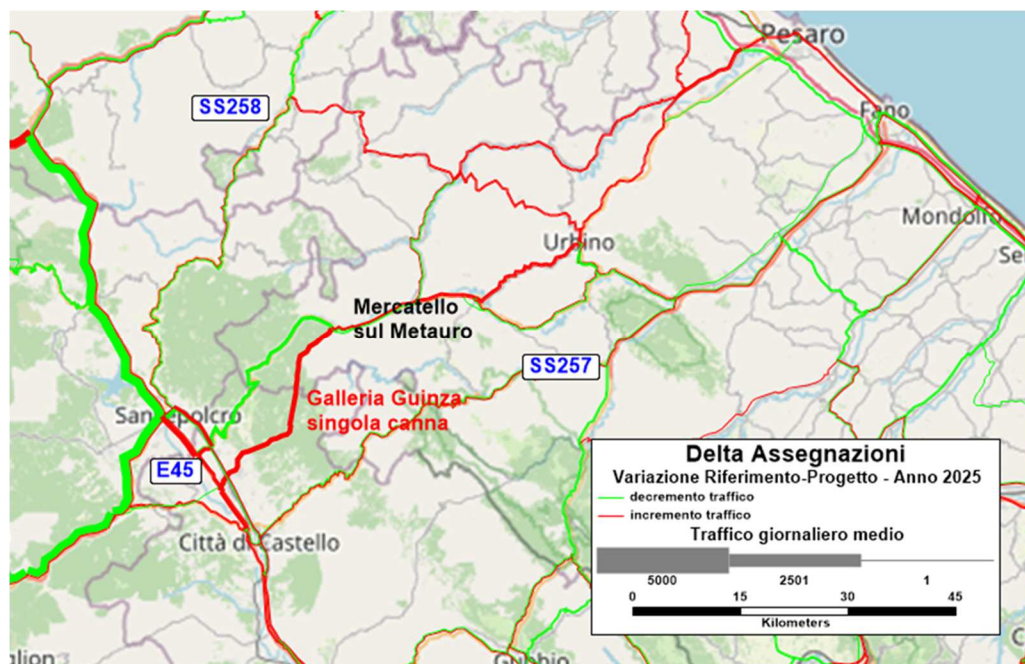 Pesaro
SS258
Fano
Mondolfo
Urbino
Mercatello
sul Metauro
SS257
Galleria Guinza
singola canna
Sansepolcro
E45
Città di Castello
Gubbio
Delta Assegnazioni
Variazione Riferimento-Progetto - Anno 2025
decremento traffico
incremento traffico
Traffico giornaliero medio
5000 2501 1
0 15 30 45
Kilometers